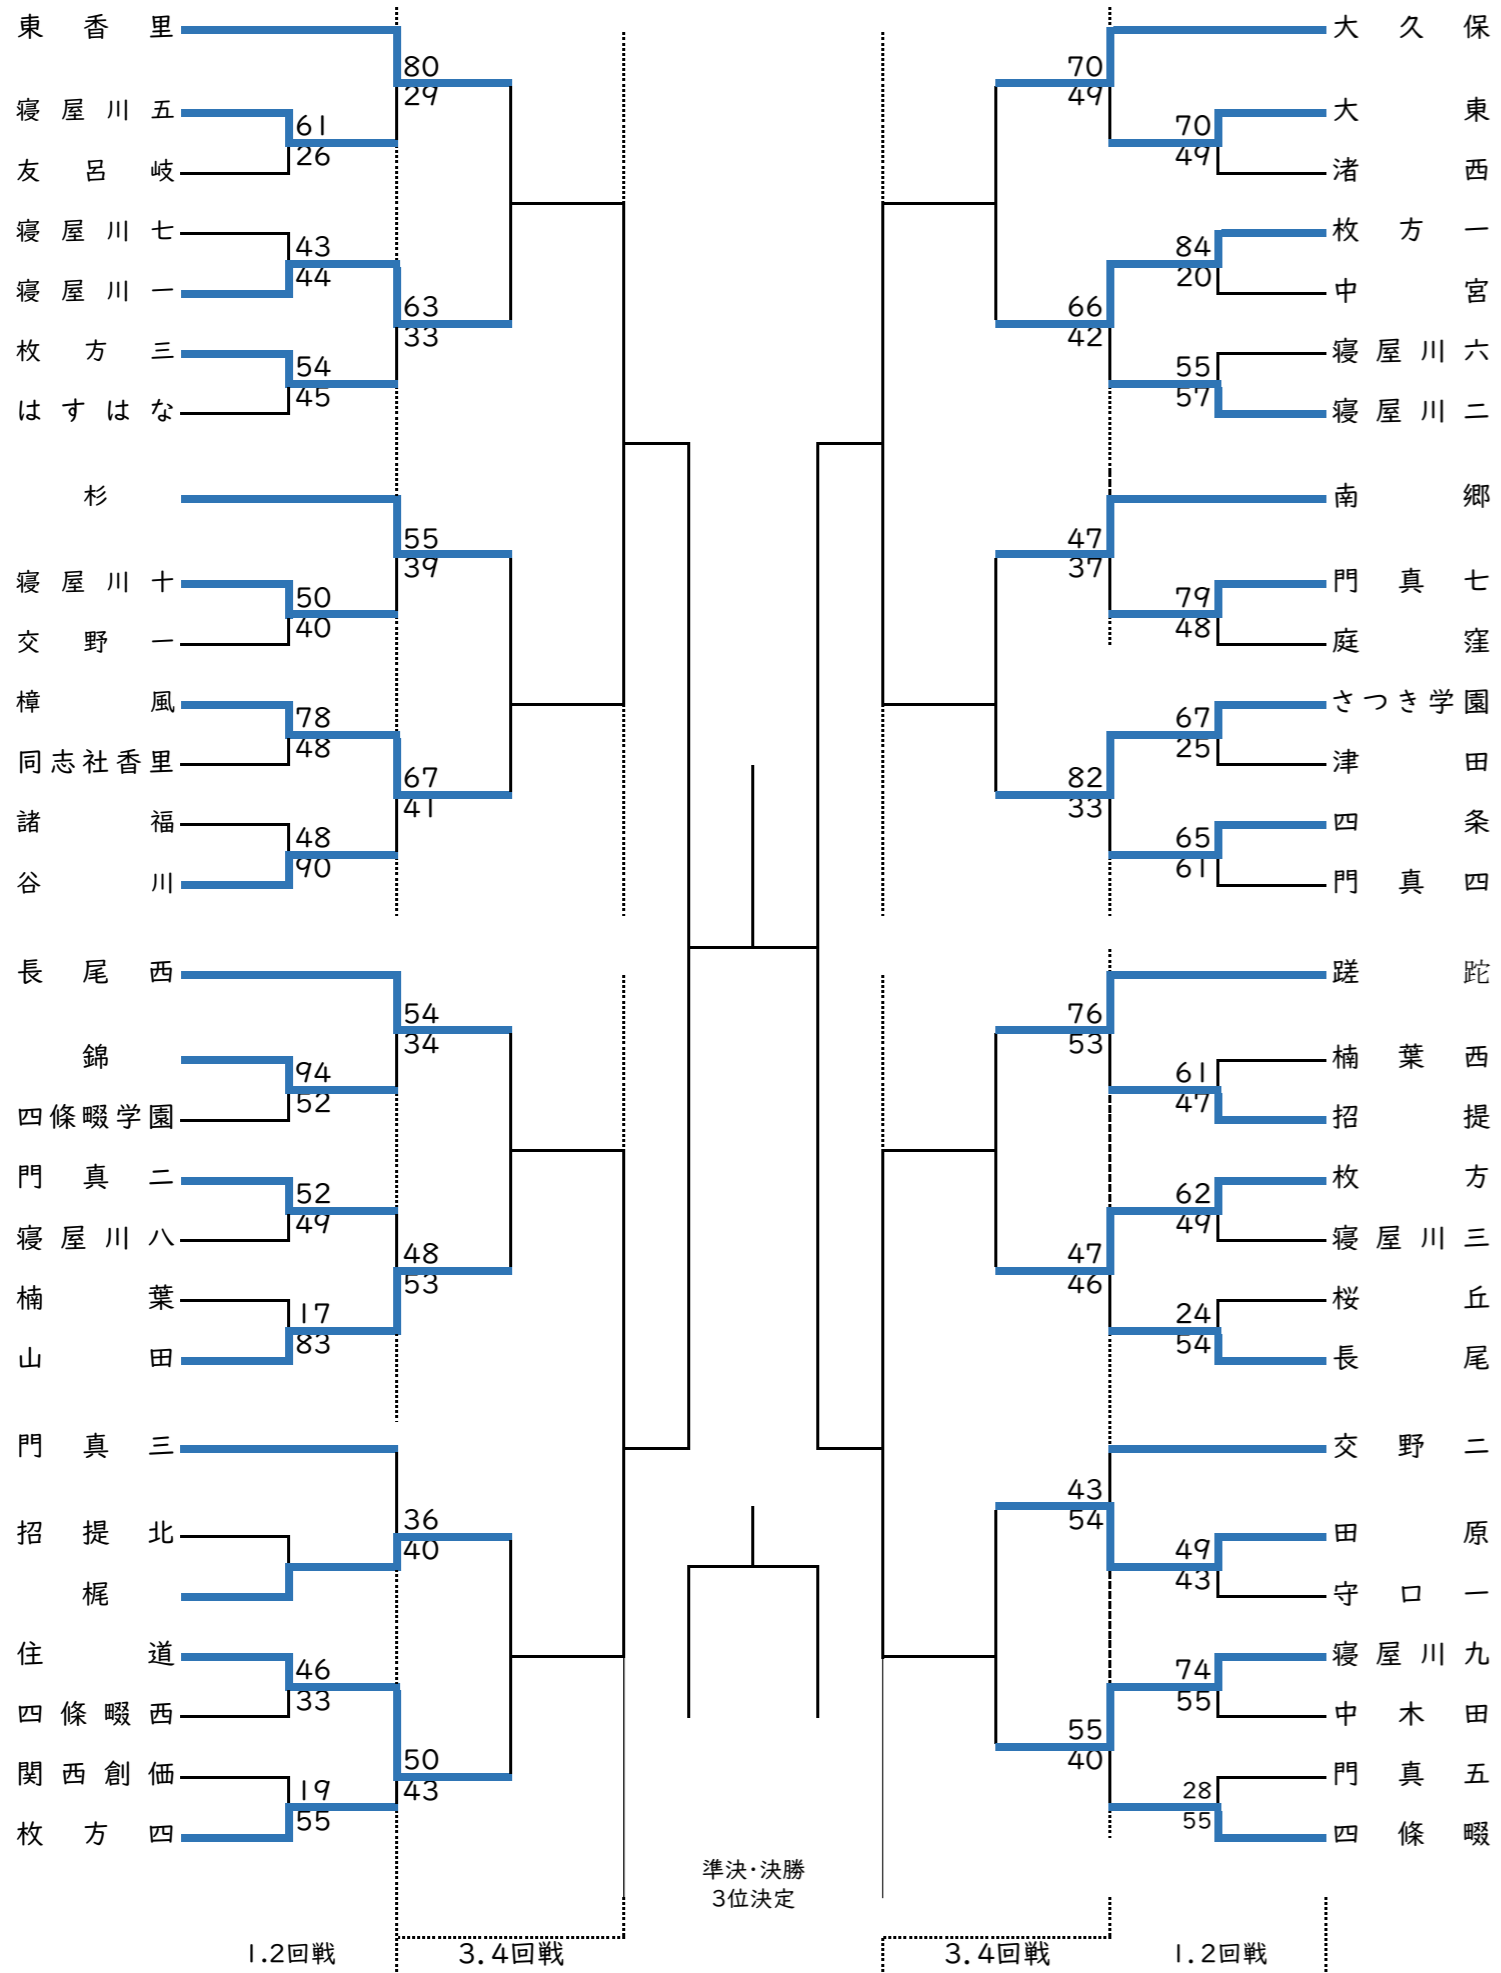 東香里
80
29
寝屋川五
61
26
友呂岐
寝屋川七
43
44
寝屋川一
63
33
枚方三
54
45
はすはな
杉
55
39
寝屋川十
50
40
交野一
樟風
78
48
同志社香里
67
41
諸福
48
90
谷川
長尾西
54
34
錦
94
52
四條畷学園
門真二
52
49
寝屋川八
48
53
楠葉
17
83
山田
門真三
36
40
招提北
梶
住道
46
33
四條畷西
50
43
関西創価
19
55
枚方四
大久保
70
49
大東
70
49
渚西
枚方一
84
20
中宮
66
42
寝屋川六
55
57
寝屋川二
南郷
47
37
門真七
79
48
庭窪
さつき学園
67
25
津田
82
33
四条
65
61
門真四
蹉跎
76
53
楠葉西
61
47
招提
枚方
62
49
寝屋川三
47
46
桜丘
24
54
長尾
交野二
43
54
田原
49
43
守口一
寝屋川九
74
55
中木田
55
40
門真五
28
55
四條畷
準決・決勝
3位決定
1.2回戦
3.4回戦
3.4回戦
1.2回戦